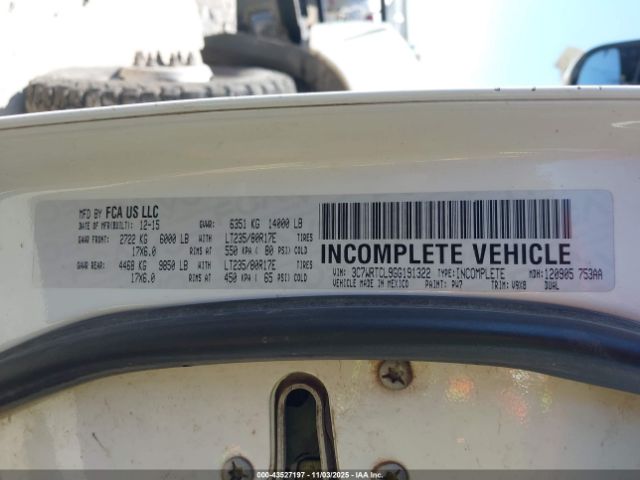 MFD BY FCA US LLC
DATE OF MFR(BUILT): 12-15 GVWR: 6351 KG 14000 LB
GAWR FRONT: 2722 KG 6000 LB WITH LT235/80R17E TIRES
17X6.0 RIMS AT 550 KPA ( 80 PSI) COLD
GAWR REAR: 4468 KG 9850 LB WITH LT235/80R17E TIRES
17X6.0 RIMS AT 450 KPA ( 65 PSI) COLD
INCOMPLETE VEHICLE
VIN: 3C7WRTCL9GG191322 TYPE: INCOMPLETE MDH: 120905 753AA
VEHICLE MADE IN MEXICO PAINT: PW7 TRIM: V9X8 DUAL
000-43527197 - 11/03/2025 - IAAI.COM